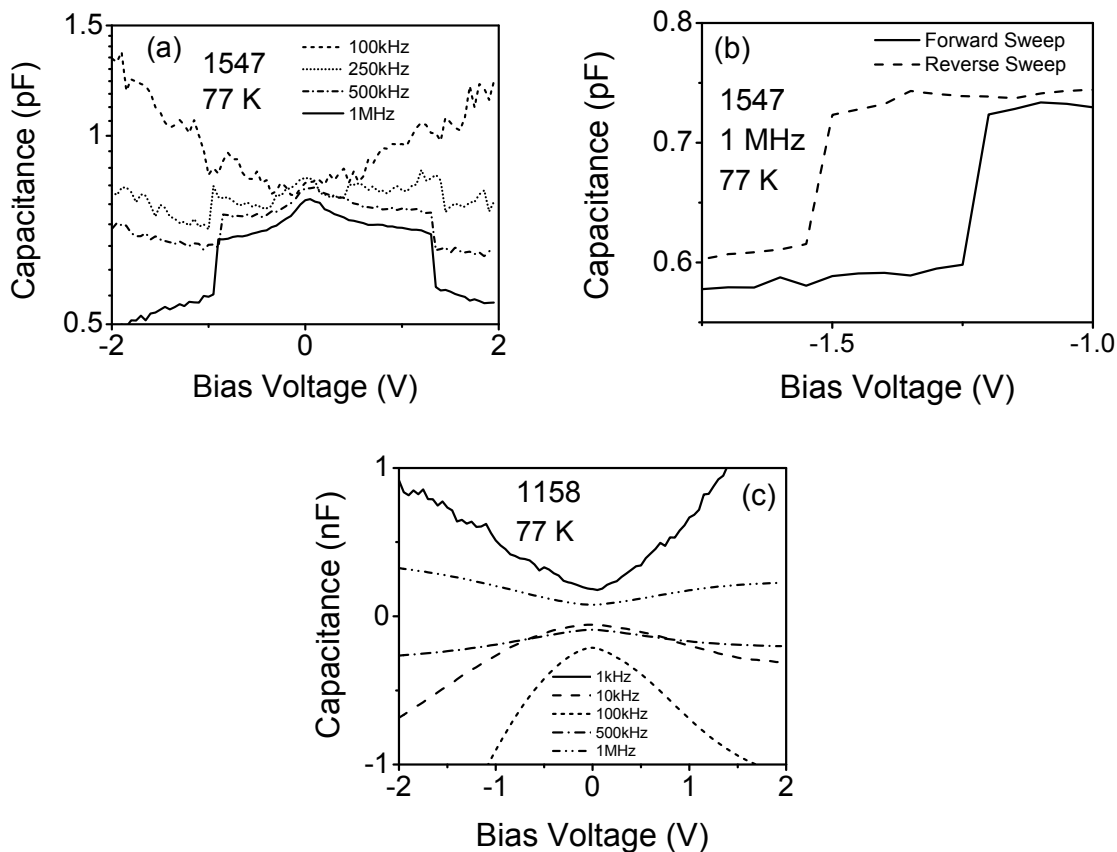 (a)
1547
77 K
100kHz
250kHz
500kHz
1MHz
1.5
1
0.5
Capacitance (pF)
-2
-1
0
1
2
Bias Voltage (V)
(b)
Forward Sweep
Reverse Sweep
1547
1 MHz
77 K
0.8
0.7
0.6
Capacitance (pF)
-1.5
-1.0
Bias Voltage (V)
(c)
1158
77 K
1
0
-1
Capacitance (nF)
1kHz
10kHz
100kHz
500kHz
1MHz
-2
-1
0
1
2
Bias Voltage (V)